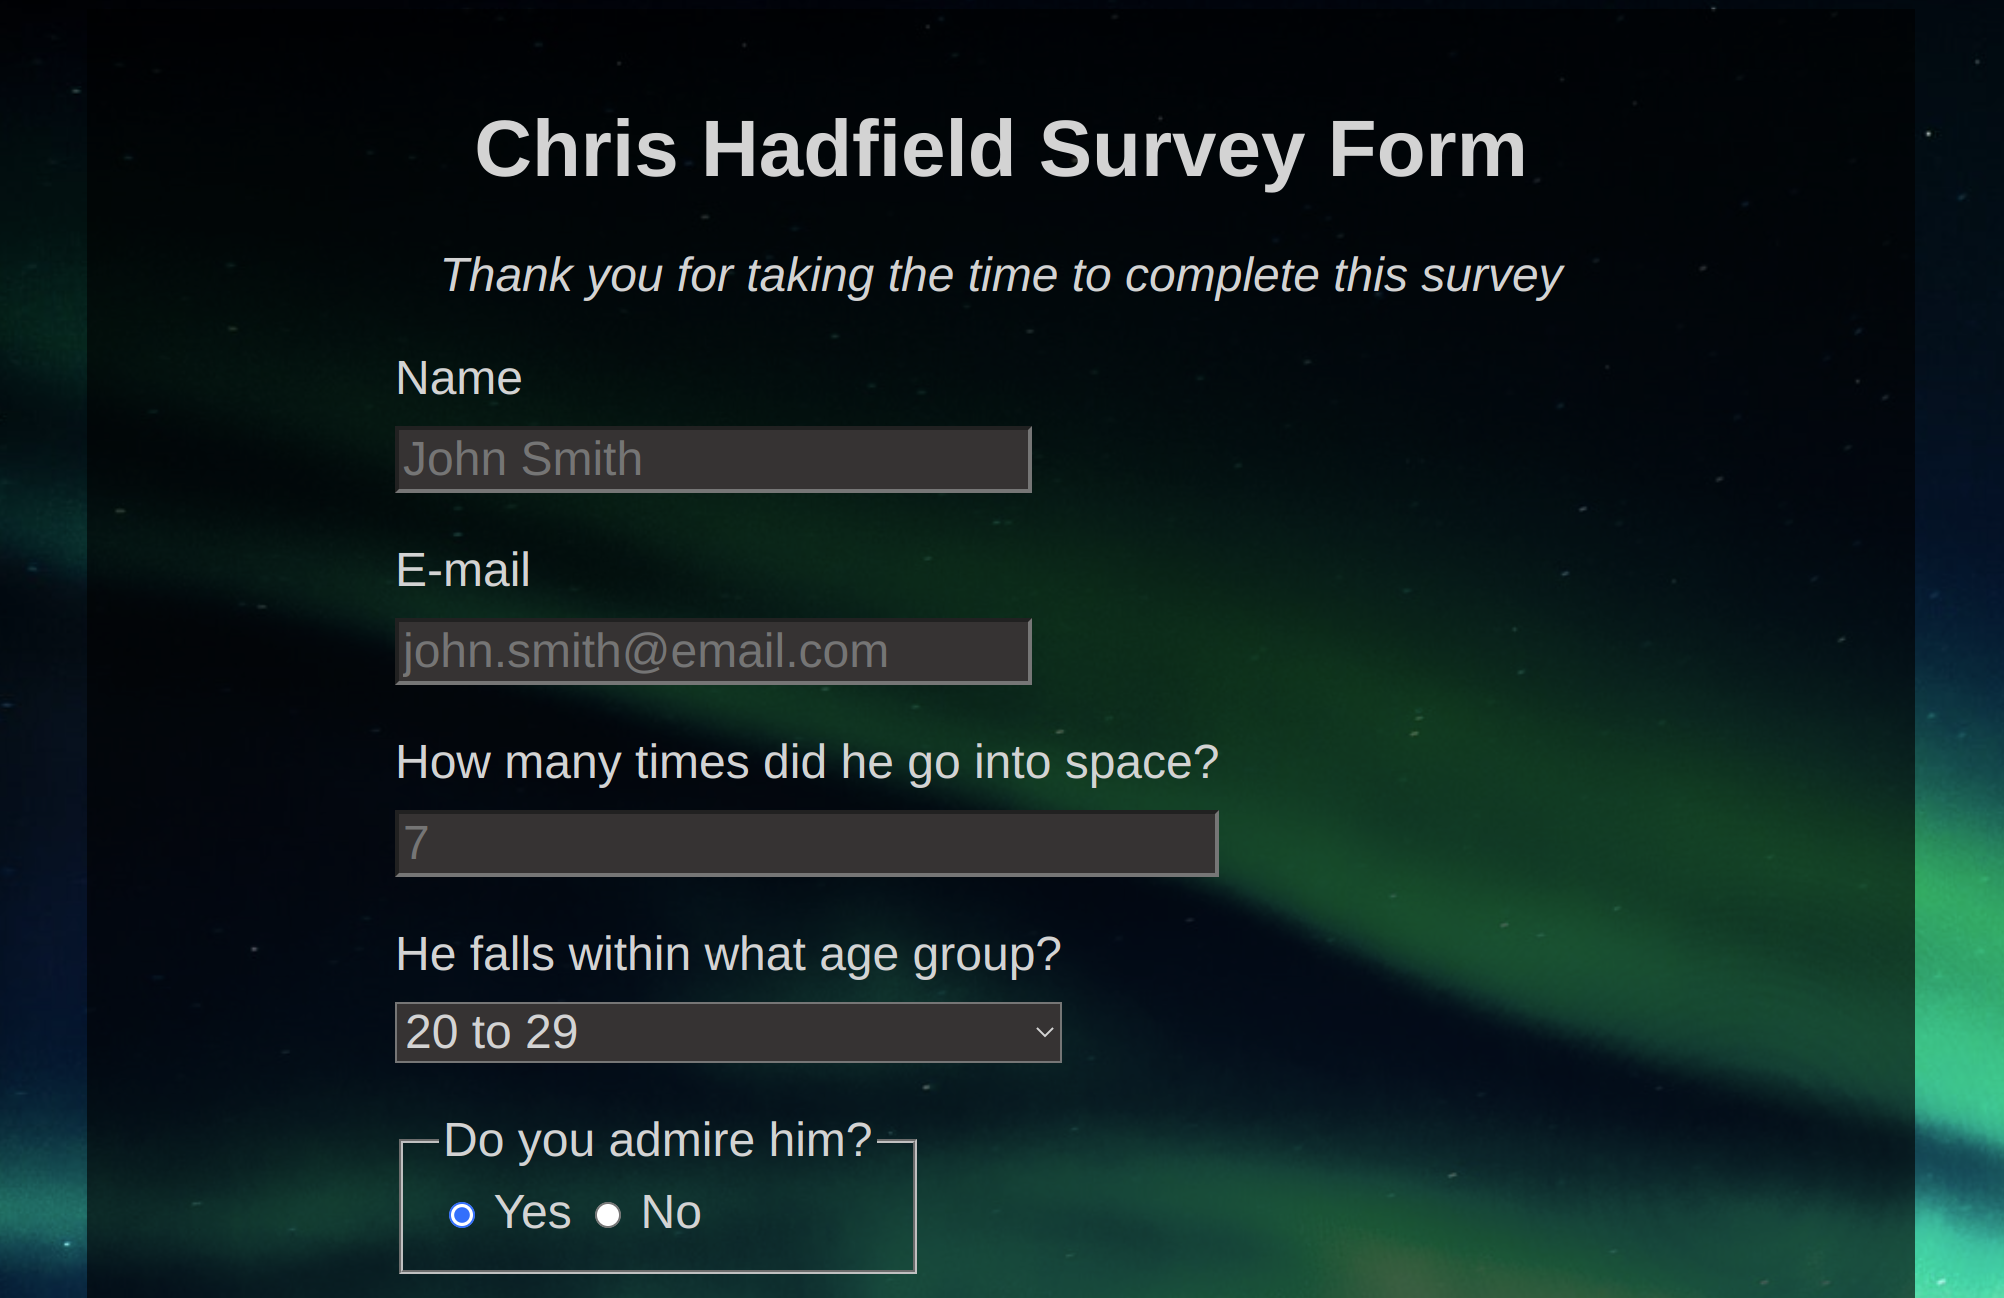 Chris Hadfield Survey Form
Thank you for taking the time to complete this survey
Name
John Smith
E-mail
john.smith@email.com
How many times did he go into space?
7
He falls within what age group?
20 to 29
Do you admire him?
Yes No